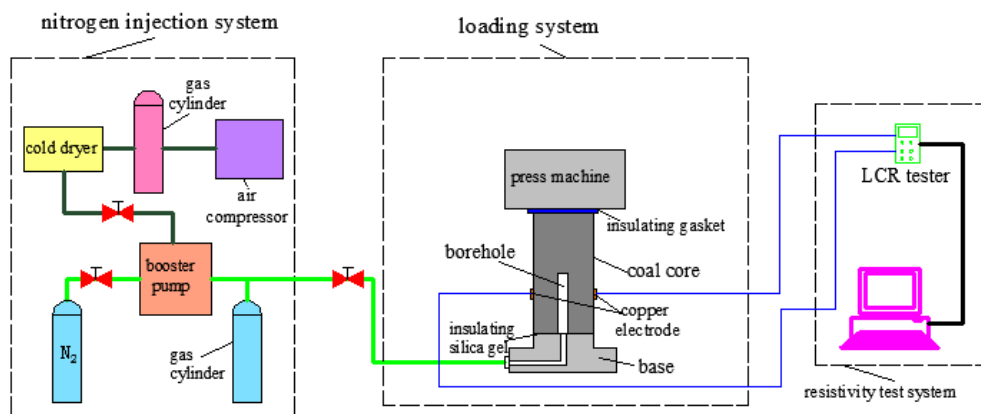 nitrogen injection system
loading system
gas
cylinder
cold dryer
air
compressor
booster
pump
N2
gas
cylinder
press machine
insulating gasket
borehole
coal core
copper
electrode
insulating
silica gel
base
LCR tester
resistivity test system